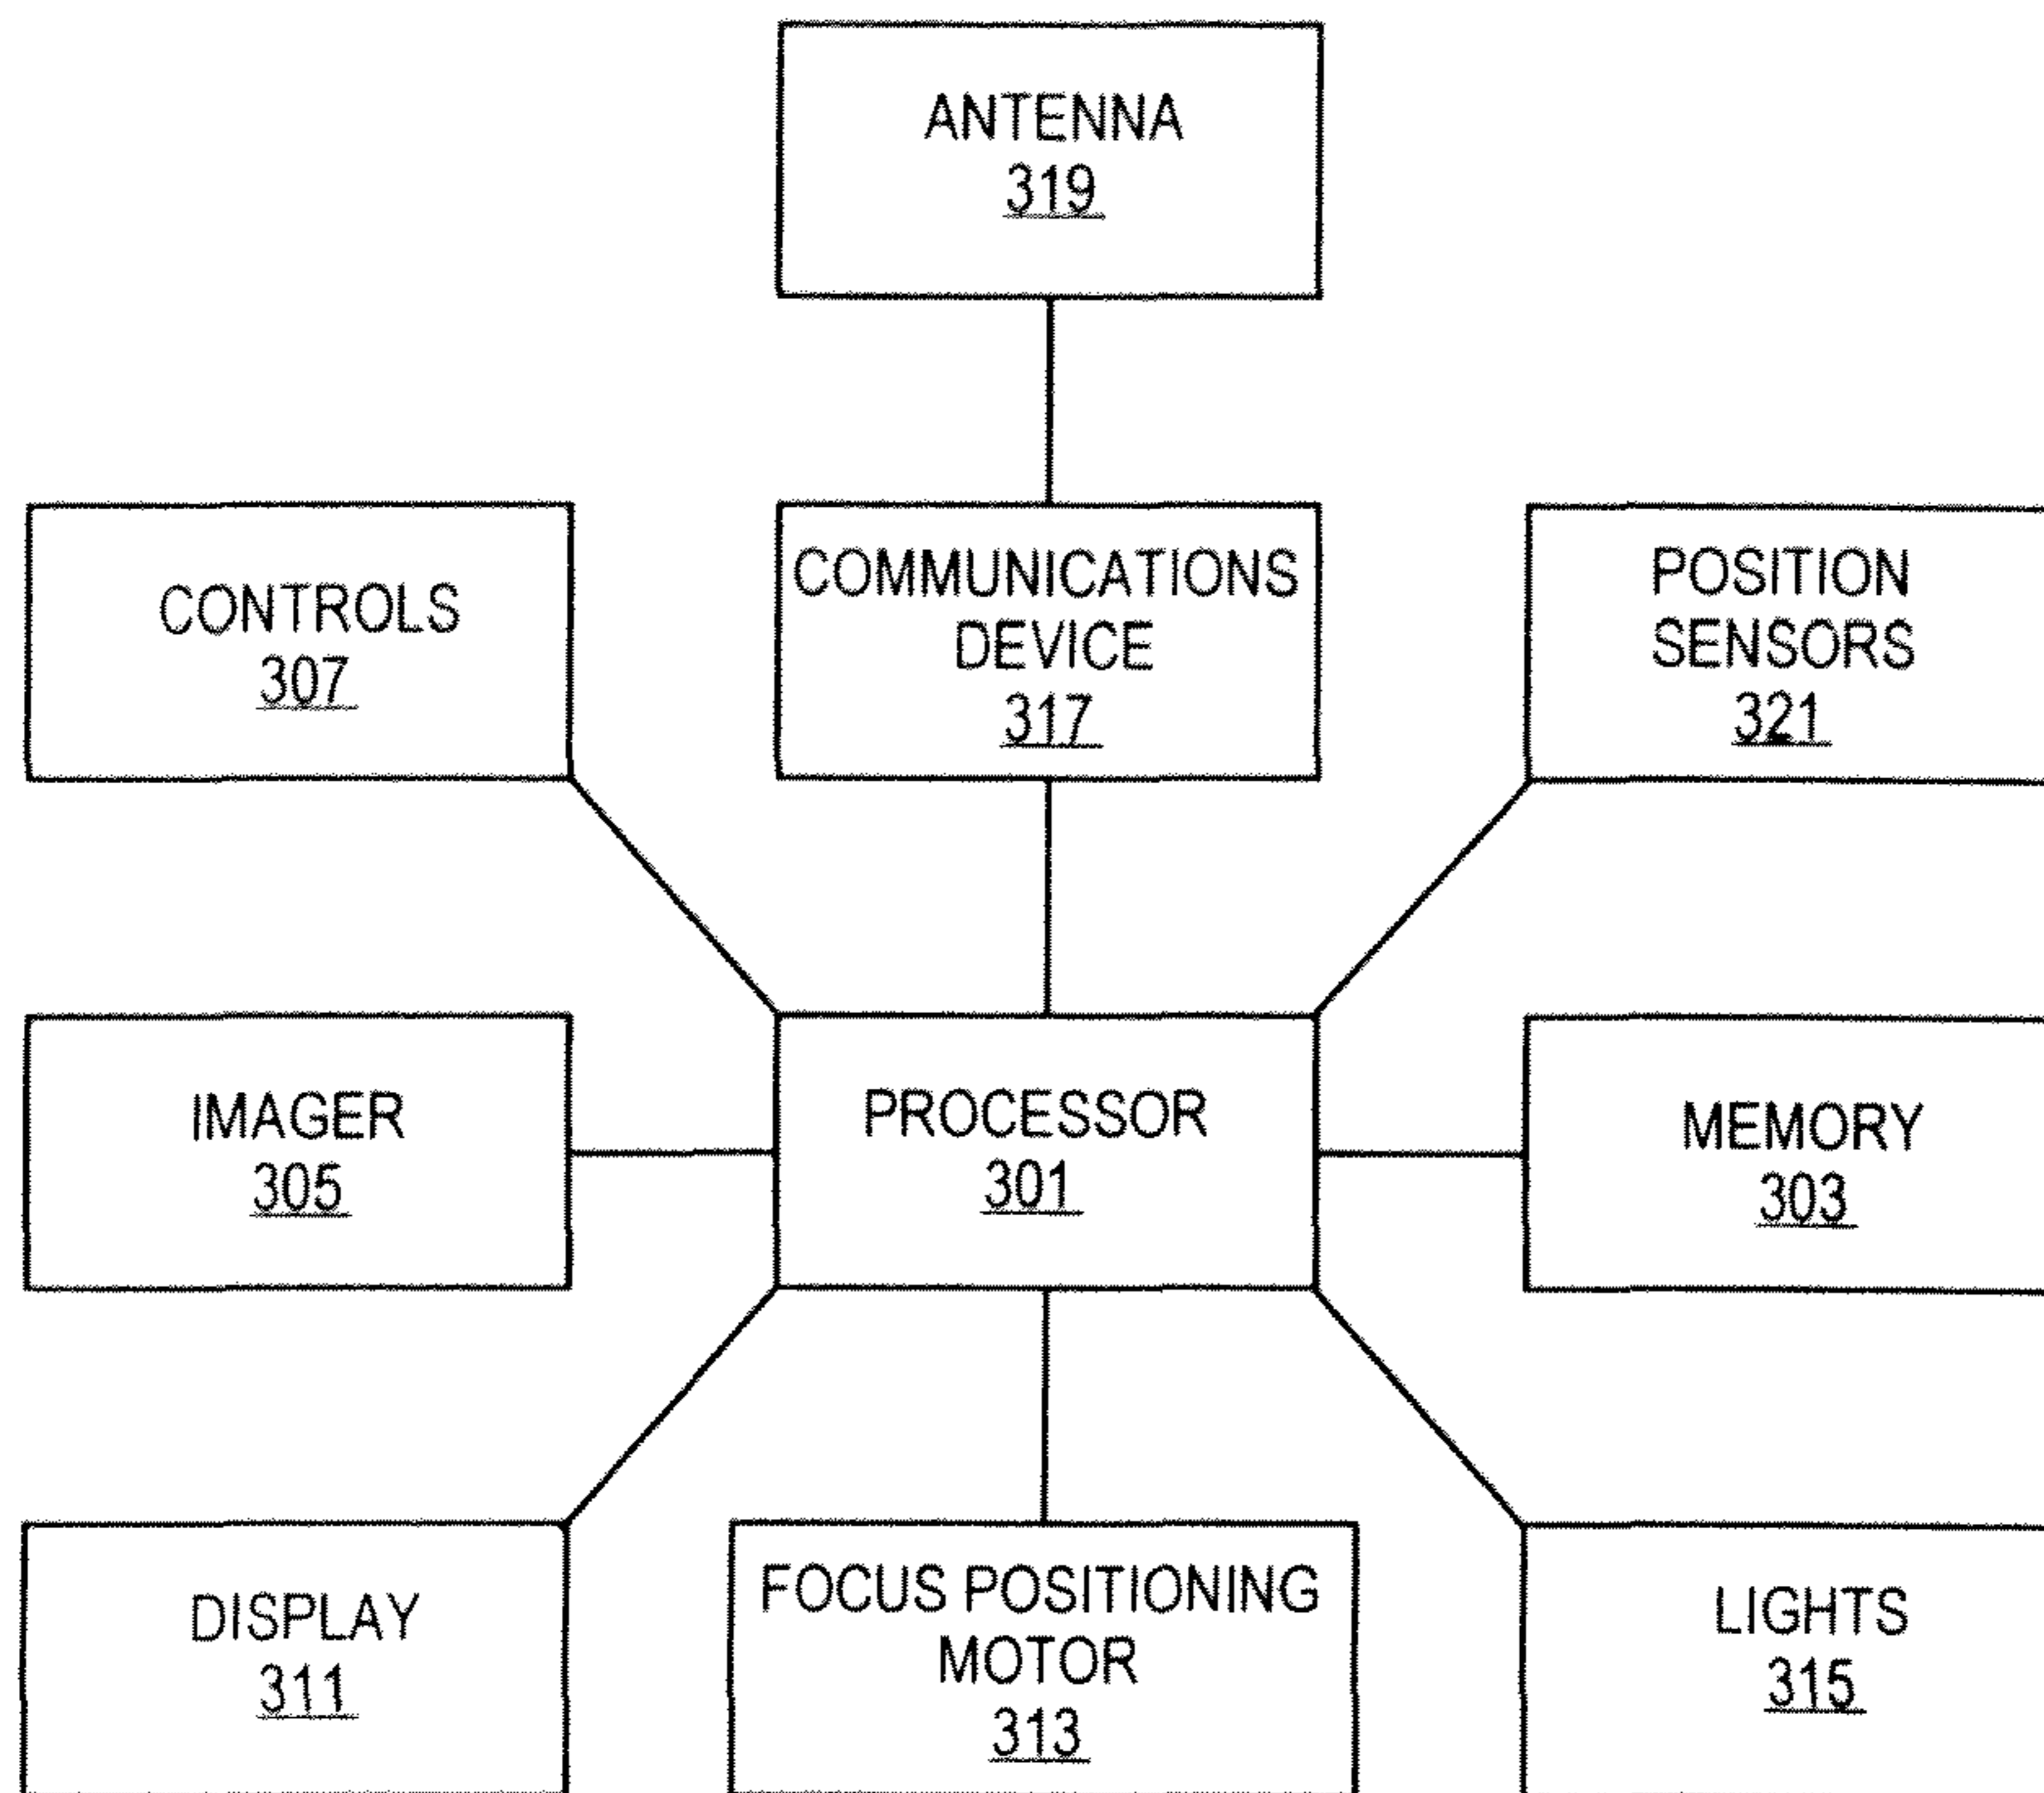 ANTENNA
319
CONTROLS
307
COMMUNICATIONS
DEVICE
317
POSITION
SENSORS
321
IMAGER
305
PROCESSOR
301
MEMORY
303
DISPLAY
311
FOCUS POSITIONING
MOTOR
313
LIGHTS
315